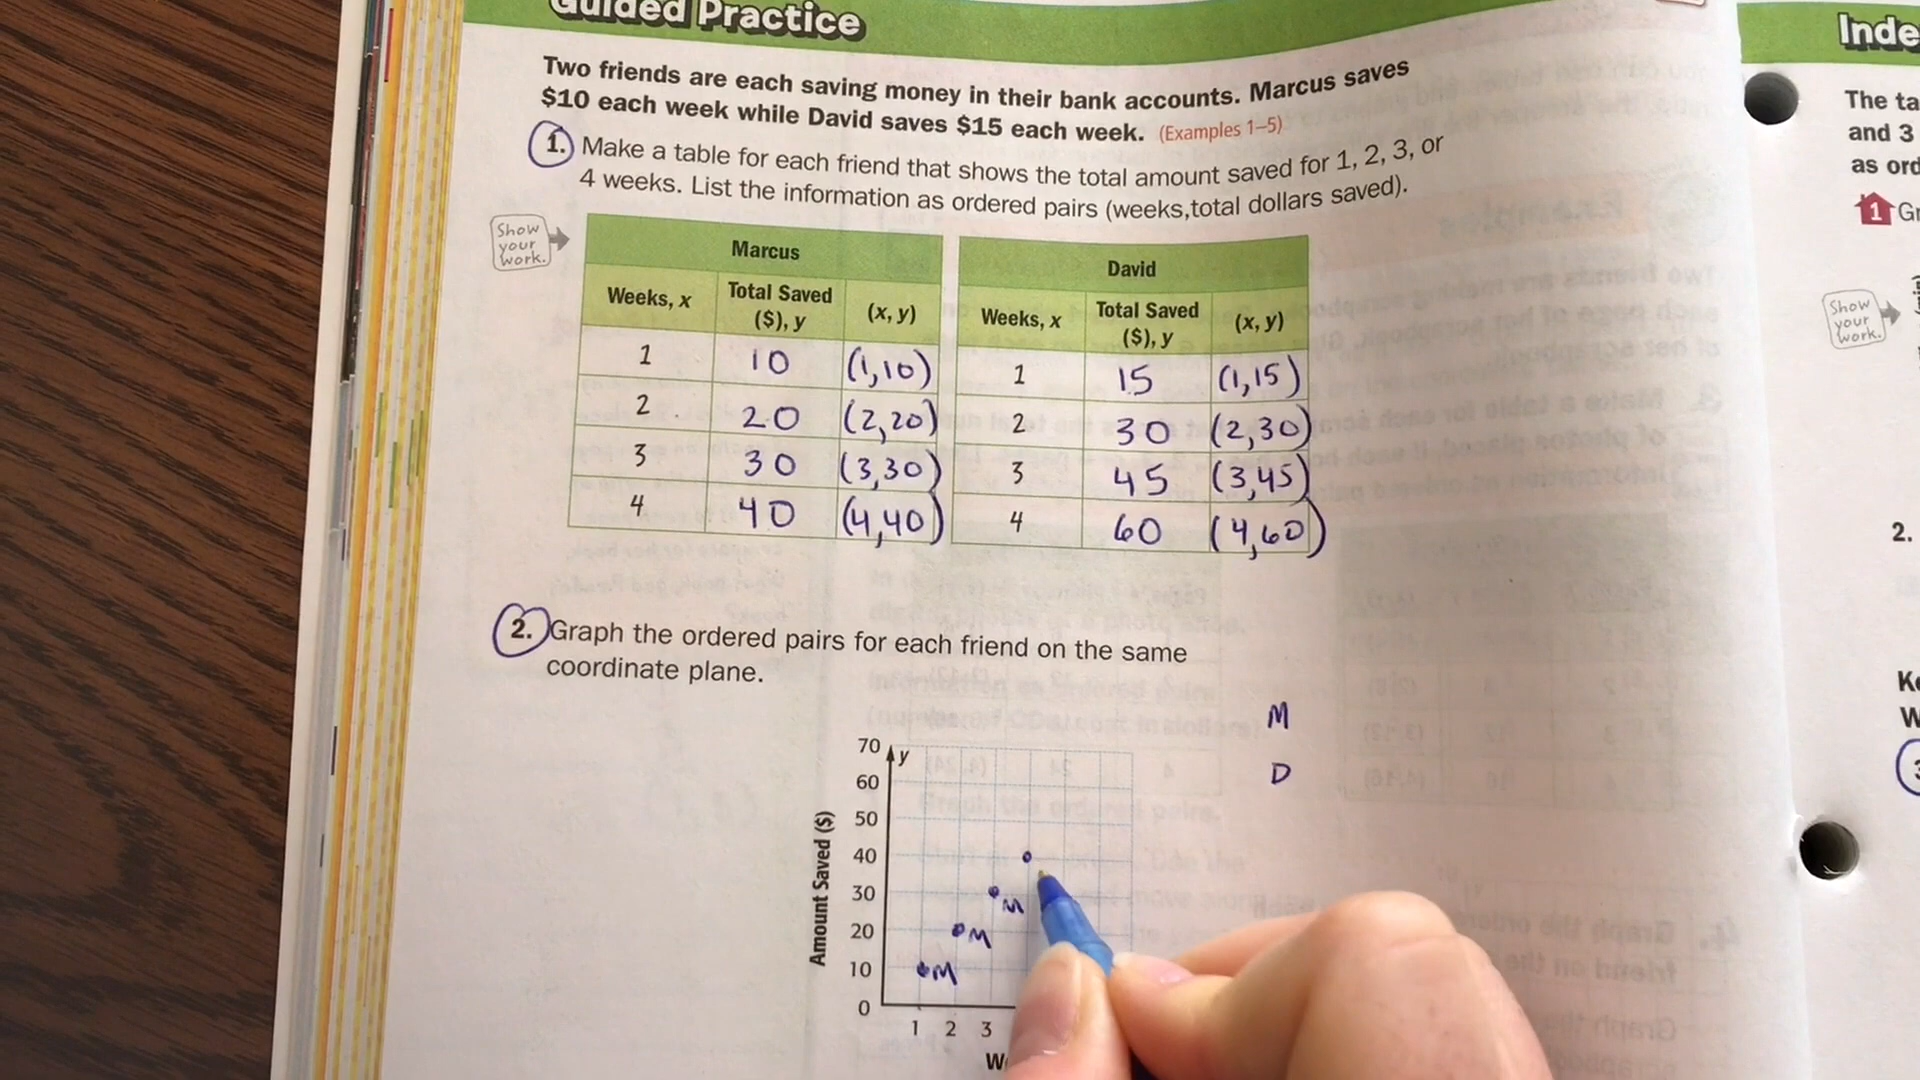 Guided Practice
Two friends are each saving money in their bank accounts. Marcus saves
$10 each week while David saves $15 each week. (Examples 1–5)
1. Make a table for each friend that shows the total amount saved for 1, 2, 3, or
4 weeks. List the information as ordered pairs (weeks,total dollars saved).
Show
your
work.
Marcus
Weeks, x Total Saved ($), y (x, y)
1 10 (1,10)
2 20 (2,20)
3 30 (3,30)
4 40 (4,40)
David
Weeks, x Total Saved ($), y (x, y)
1 15 (1,15)
2 30 (2,30)
3 45 (3,45)
4 60 (4,60)
2. Graph the ordered pairs for each friend on the same
coordinate plane.
M
D
70 y
60
50
40
30 M
20 M
10 M
0
1 2 3
Amount Saved ($)
The
and 3
as
1
Show
your
work.
2.